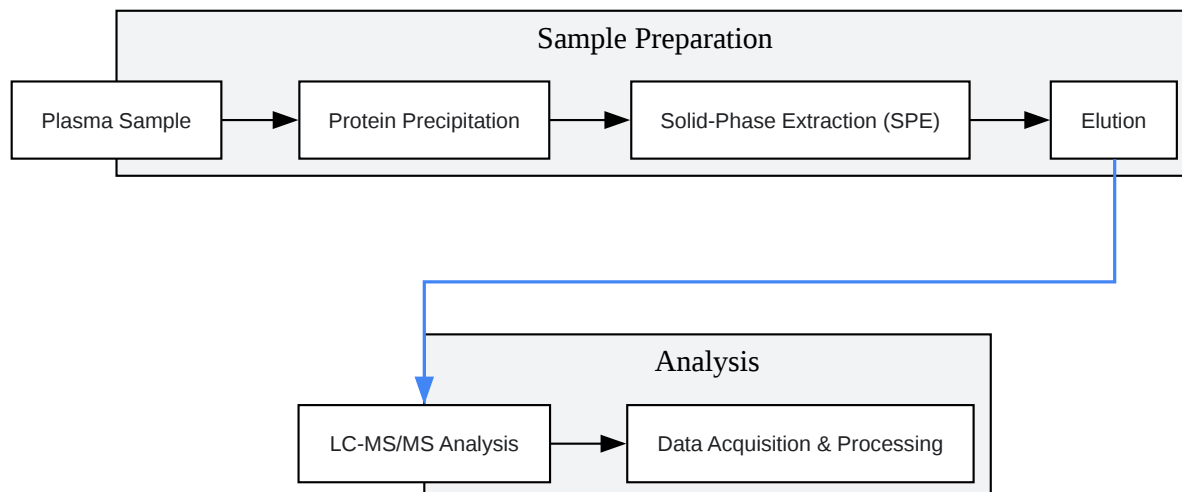 Sample Preparation
Plasma Sample
Protein Precipitation
Solid-Phase Extraction (SPE)
Elution
Analysis
LC-MS/MS Analysis
Data Acquisition & Processing